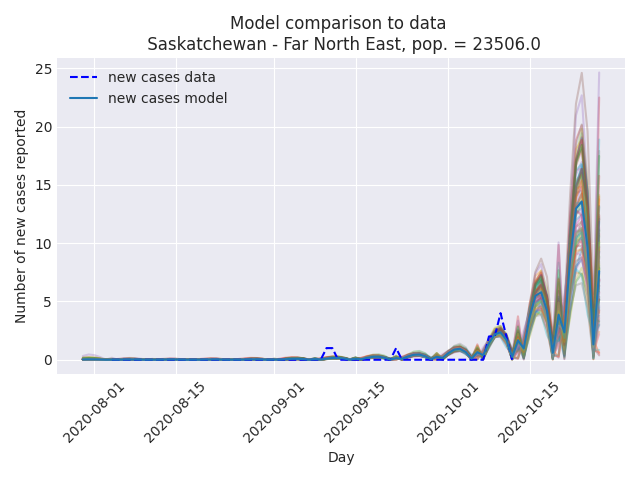 Model comparison to data
Saskatchewan - Far North East, pop. = 23506.0
new cases data
new cases model
Number of new cases reported
25
20
15
10
5
0
2020-08-01
2020-08-15
2020-09-01
2020-09-15
2020-10-01
2020-10-15
Day